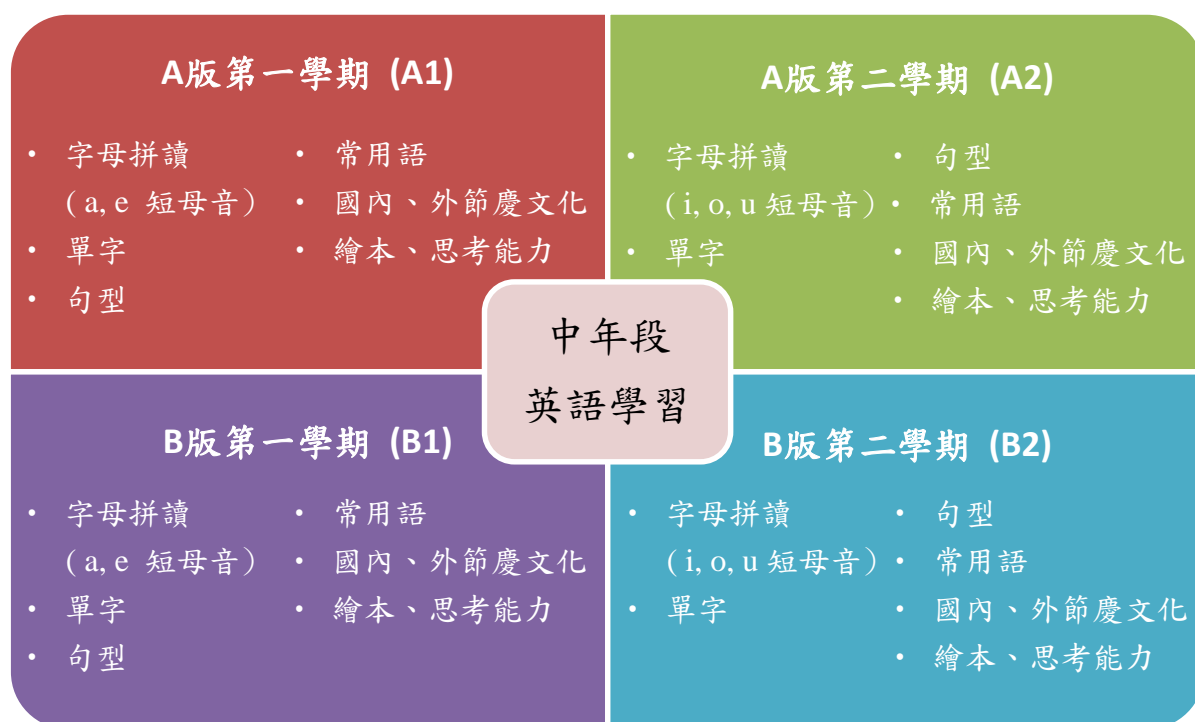 A版第一學期 (A1)
• 字母拼讀
(a, e 短母音)
• 單字
• 句型
• 常用語
• 國內、外節慶文化
• 繪本、思考能力
A版第二學期 (A2)
• 字母拼讀
(i, o, u 短母音)
• 單字
• 句型
• 常用語
• 國內、外節慶文化
• 繪本、思考能力
中年段
英語學習
B版第一學期 (B1)
• 字母拼讀
(a, e 短母音)
• 單字
• 句型
• 常用語
• 國內、外節慶文化
• 繪本、思考能力
B版第二學期 (B2)
• 字母拼讀
(i, o, u 短母音)
• 單字
• 句型
• 常用語
• 國內、外節慶文化
• 繪本、思考能力